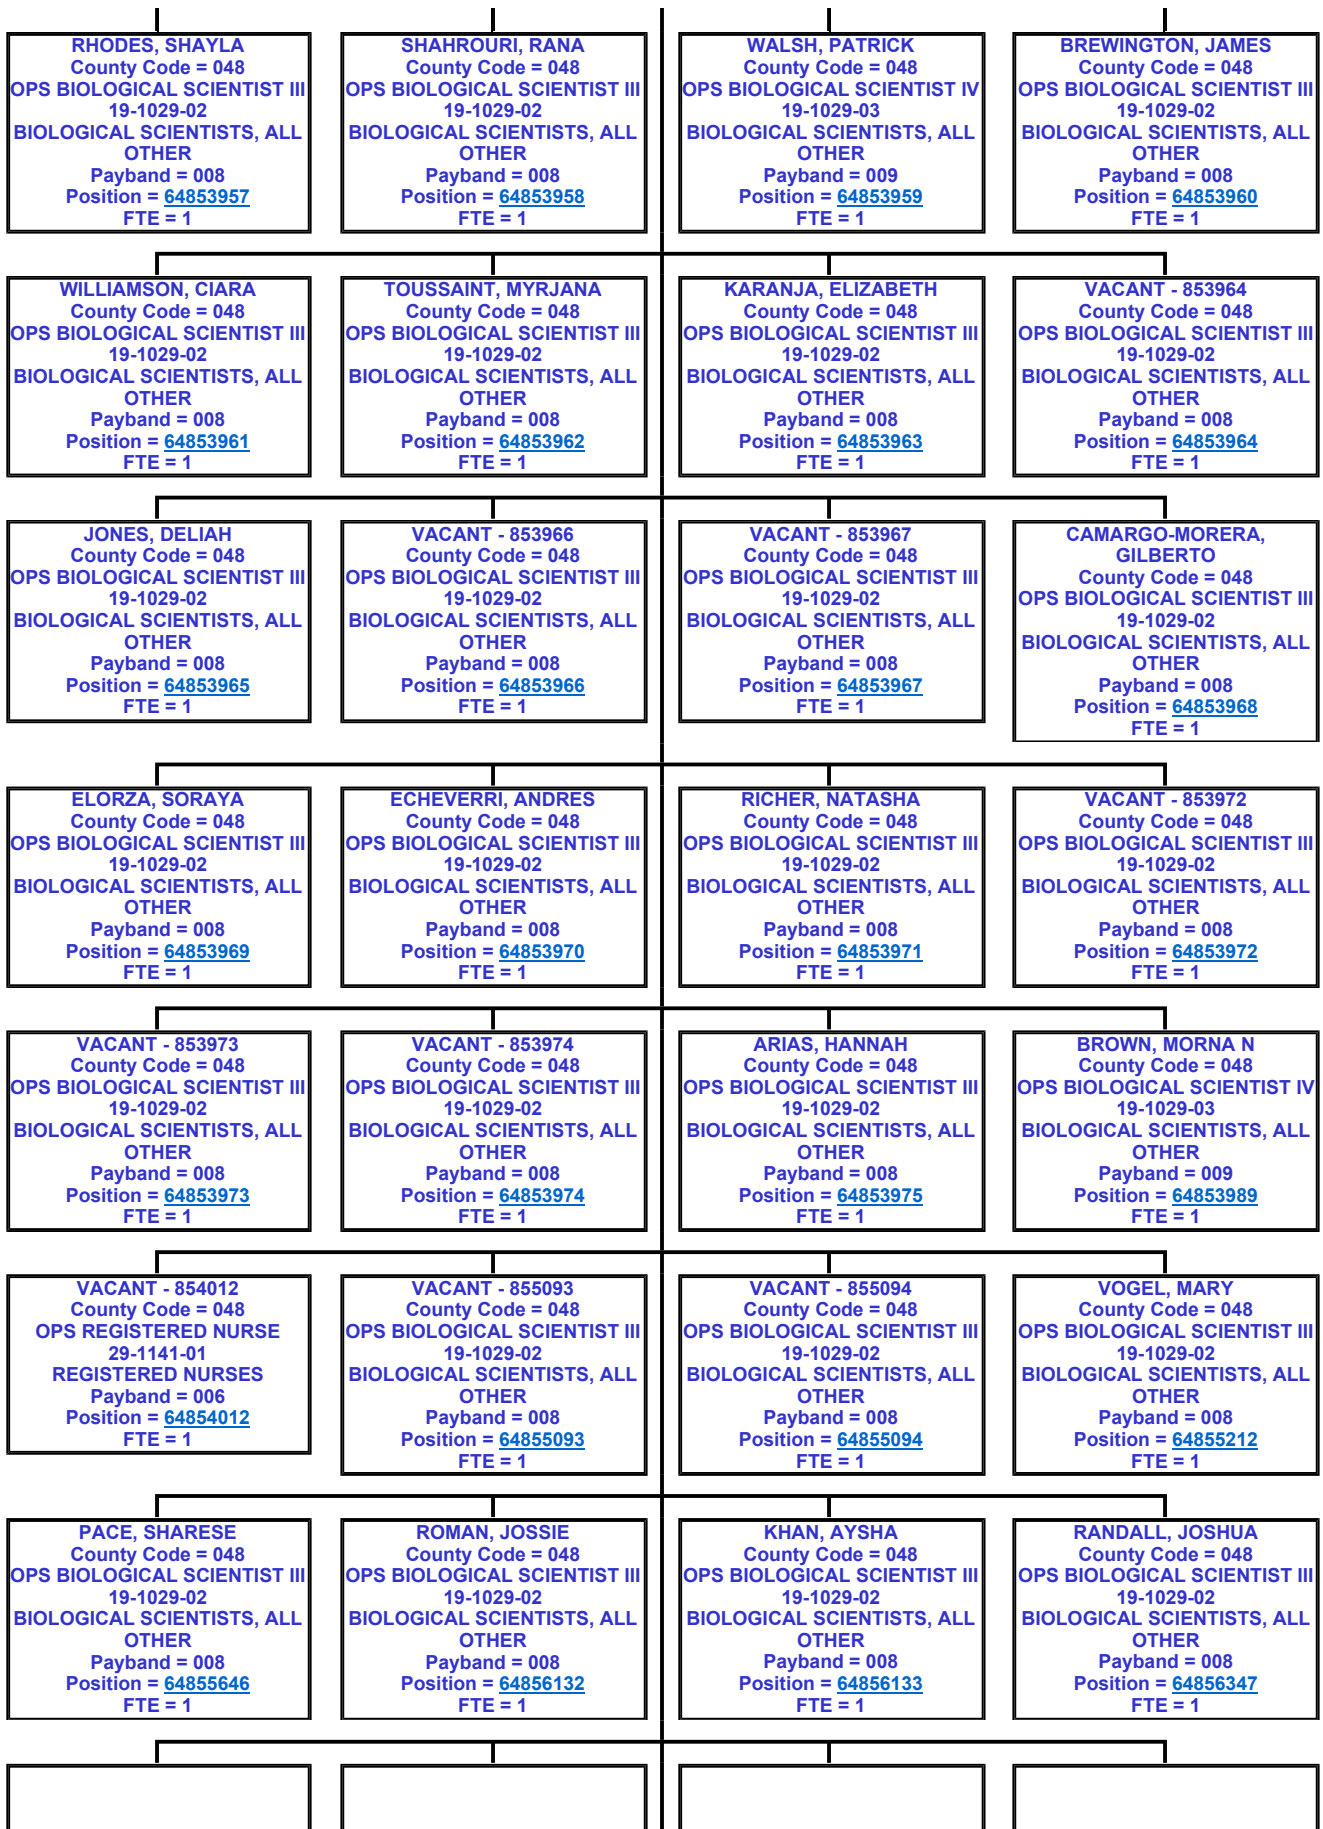 RHODES, SHAYLA
County Code = 048
OPS BIOLOGICAL SCIENTIST III
19-1029-02
BIOLOGICAL SCIENTISTS, ALL
OTHER
Payband = 008
Position = 64853957
FTE = 1
SHAHROURI, RANA
County Code = 048
OPS BIOLOGICAL SCIENTIST III
19-1029-02
BIOLOGICAL SCIENTISTS, ALL
OTHER
Payband = 008
Position = 64853958
FTE = 1
WALSH, PATRICK
County Code = 048
OPS BIOLOGICAL SCIENTIST IV
19-1029-03
BIOLOGICAL SCIENTISTS, ALL
OTHER
Payband = 009
Position = 64853959
FTE = 1
BREWINGTON, JAMES
County Code = 048
OPS BIOLOGICAL SCIENTIST III
19-1029-02
BIOLOGICAL SCIENTISTS, ALL
OTHER
Payband = 008
Position = 64853960
FTE = 1
WILLIAMSON, CIARA
County Code = 048
OPS BIOLOGICAL SCIENTIST III
19-1029-02
BIOLOGICAL SCIENTISTS, ALL
OTHER
Payband = 008
Position = 64853961
FTE = 1
TOUSSAINT, MYRJANA
County Code = 048
OPS BIOLOGICAL SCIENTIST III
19-1029-02
BIOLOGICAL SCIENTISTS, ALL
OTHER
Payband = 008
Position = 64853962
FTE = 1
KARANJA, ELIZABETH
County Code = 048
OPS BIOLOGICAL SCIENTIST III
19-1029-02
BIOLOGICAL SCIENTISTS, ALL
OTHER
Payband = 008
Position = 64853963
FTE = 1
VACANT - 853964
County Code = 048
OPS BIOLOGICAL SCIENTIST III
19-1029-02
BIOLOGICAL SCIENTISTS, ALL
OTHER
Payband = 008
Position = 64853964
FTE = 1
JONES, DELIAH
County Code = 048
OPS BIOLOGICAL SCIENTIST III
19-1029-02
BIOLOGICAL SCIENTISTS, ALL
OTHER
Payband = 008
Position = 64853965
FTE = 1
VACANT - 853966
County Code = 048
OPS BIOLOGICAL SCIENTIST III
19-1029-02
BIOLOGICAL SCIENTISTS, ALL
OTHER
Payband = 008
Position = 64853966
FTE = 1
VACANT - 853967
County Code = 048
OPS BIOLOGICAL SCIENTIST III
19-1029-02
BIOLOGICAL SCIENTISTS, ALL
OTHER
Payband = 008
Position = 64853967
FTE = 1
CAMARGO-MORERA,
GILBERTO
County Code = 048
OPS BIOLOGICAL SCIENTIST III
19-1029-02
BIOLOGICAL SCIENTISTS, ALL
OTHER
Payband = 008
Position = 64853968
FTE = 1
ELORZA, SORAYA
County Code = 048
OPS BIOLOGICAL SCIENTIST III
19-1029-02
BIOLOGICAL SCIENTISTS, ALL
OTHER
Payband = 008
Position = 64853969
FTE = 1
ECHEVERRI, ANDRES
County Code = 048
OPS BIOLOGICAL SCIENTIST III
19-1029-02
BIOLOGICAL SCIENTISTS, ALL
OTHER
Payband = 008
Position = 64853970
FTE = 1
RICHER, NATASHA
County Code = 048
OPS BIOLOGICAL SCIENTIST III
19-1029-02
BIOLOGICAL SCIENTISTS, ALL
OTHER
Payband = 008
Position = 64853971
FTE = 1
VACANT - 853972
County Code = 048
OPS BIOLOGICAL SCIENTIST III
19-1029-02
BIOLOGICAL SCIENTISTS, ALL
OTHER
Payband = 008
Position = 64853972
FTE = 1
VACANT - 853973
County Code = 048
OPS BIOLOGICAL SCIENTIST III
19-1029-02
BIOLOGICAL SCIENTISTS, ALL
OTHER
Payband = 008
Position = 64853973
FTE = 1
VACANT - 853974
County Code = 048
OPS BIOLOGICAL SCIENTIST III
19-1029-02
BIOLOGICAL SCIENTISTS, ALL
OTHER
Payband = 008
Position = 64853974
FTE = 1
ARIAS, HANNAH
County Code = 048
OPS BIOLOGICAL SCIENTIST III
19-1029-02
BIOLOGICAL SCIENTISTS, ALL
OTHER
Payband = 008
Position = 64853975
FTE = 1
BROWN, MORNA N
County Code = 048
OPS BIOLOGICAL SCIENTIST IV
19-1029-03
BIOLOGICAL SCIENTISTS, ALL
OTHER
Payband = 009
Position = 64853989
FTE = 1
VACANT - 854012
County Code = 048
OPS REGISTERED NURSE
29-1141-01
REGISTERED NURSES
Payband = 006
Position = 64854012
FTE = 1
VACANT - 855093
County Code = 048
OPS BIOLOGICAL SCIENTIST III
19-1029-02
BIOLOGICAL SCIENTISTS, ALL
OTHER
Payband = 008
Position = 64855093
FTE = 1
VACANT - 855094
County Code = 048
OPS BIOLOGICAL SCIENTIST III
19-1029-02
BIOLOGICAL SCIENTISTS, ALL
OTHER
Payband = 008
Position = 64855094
FTE = 1
VOGEL, MARY
County Code = 048
OPS BIOLOGICAL SCIENTIST III
19-1029-02
BIOLOGICAL SCIENTISTS, ALL
OTHER
Payband = 008
Position = 64855212
FTE = 1
PACE, SHARESE
County Code = 048
OPS BIOLOGICAL SCIENTIST III
19-1029-02
BIOLOGICAL SCIENTISTS, ALL
OTHER
Payband = 008
Position = 64855646
FTE = 1
ROMAN, JOSSIE
County Code = 048
OPS BIOLOGICAL SCIENTIST III
19-1029-02
BIOLOGICAL SCIENTISTS, ALL
OTHER
Payband = 008
Position = 64856132
FTE = 1
KHAN, AYSHA
County Code = 048
OPS BIOLOGICAL SCIENTIST III
19-1029-02
BIOLOGICAL SCIENTISTS, ALL
OTHER
Payband = 008
Position = 64856133
FTE = 1
RANDALL, JOSHUA
County Code = 048
OPS BIOLOGICAL SCIENTIST III
19-1029-02
BIOLOGICAL SCIENTISTS, ALL
OTHER
Payband = 008
Position = 64856347
FTE = 1